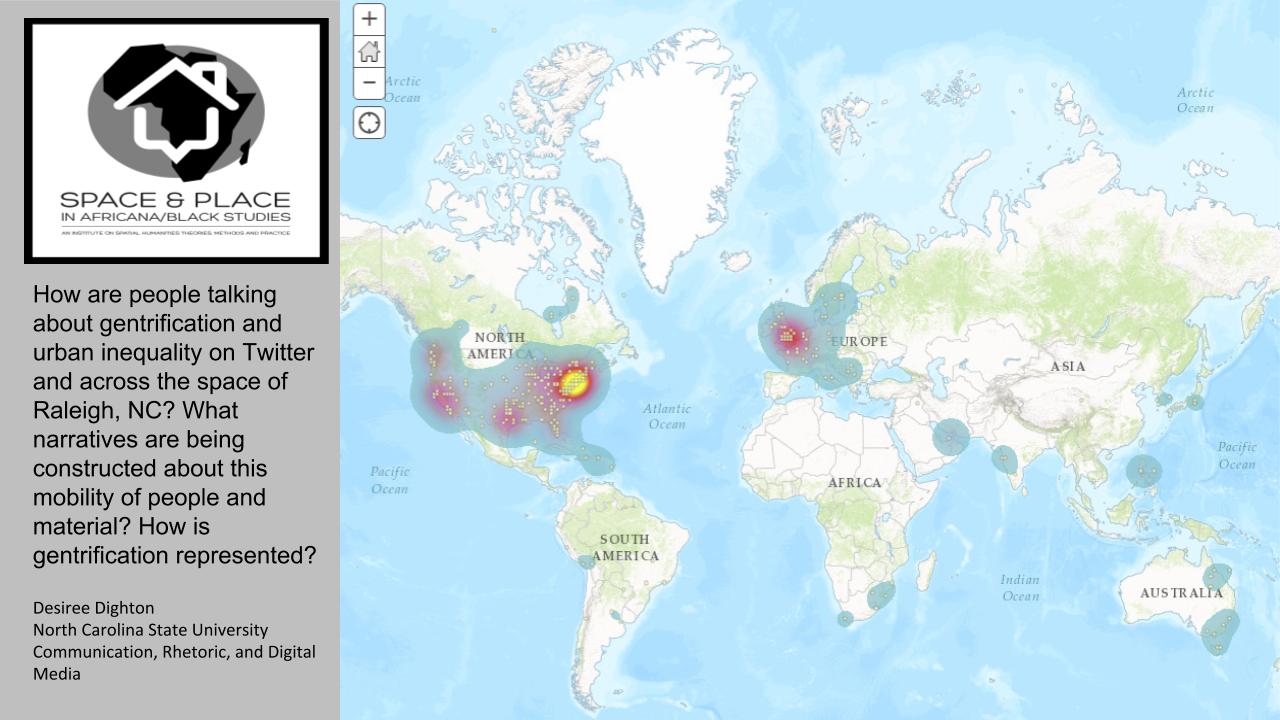 SPACE & PLACE
IN AFRICANA/BLACK STUDIES
AN INSTITUTE ON SPATIAL HUMANITIES THEORIES, METHODS AND PRACTICE
How are people talking
about gentrification and
urban inequality on Twitter
and across the space of
Raleigh, NC? What
narratives are being
constructed about this
mobility of people and
material? How is
gentrification represented?
Desiree Dighton
North Carolina State University
Communication, Rhetoric, and Digital
Media
+
−
Arctic
Ocean
Arctic
Ocean
NORTH
AMERICA
EUROPE
ASIA
Atlantic
Ocean
Pacific
Ocean
Pacific
Ocean
AFRICA
SOUTH
AMERICA
Indian
Ocean
AUSTRALIA